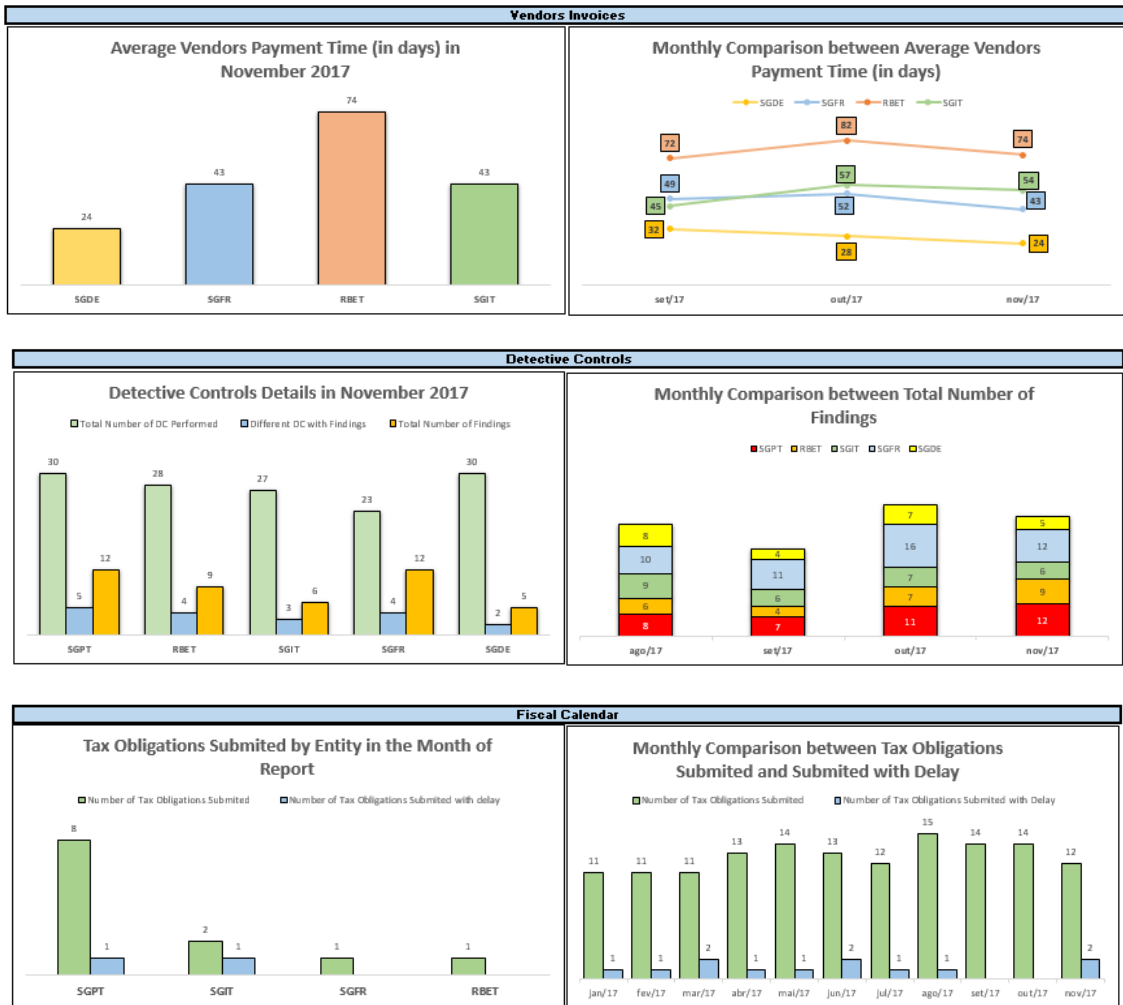 Vendors Invoices
Average Vendors Payment Time (in days) in
November 2017
74
43
43
24
SGDE
SGFR
RBET
SGIT
Monthly Comparison between Average Vendors
Payment Time (in days)
SGDE
SGFR
RBET
SGIT
72
82
74
49
57
54
45
52
43
32
28
24
set/17
out/17
nov/17
Detective Controls
Detective Controls Details in November 2017
Total Number of DC Performed
Different DC with Findings
Total Number of Findings
30
5
12
28
4
9
27
3
6
23
4
12
30
2
5
SGPT
RBET
SGIT
SGFR
SGDE
Monthly Comparison between Total Number of
Findings
SGPT
RBET
SGIT
SGFR
SGDE
8
10
9
6
8
4
11
6
4
7
7
16
7
7
11
5
12
6
9
12
ago/17
set/17
out/17
nov/17
Fiscal Calendar
Tax Obligations Submited by Entity in the Month of
Report
Number of Tax Obligations Submited
Number of Tax Obligations Submited with delay
8
1
2
1
1
1
SGPT
SGIT
SGFR
RBET
Monthly Comparison between Tax Obligations
Submited and Submited with Delay
Number of Tax Obligations Submited
Number of Tax Obligations Submited with Delay
11
1
11
1
11
2
13
1
14
1
13
2
12
1
15
1
14
14
12
2
jan/17
fev/17
mar/17
abr/17
mai/17
jun/17
jul/17
ago/17
set/17
out/17
nov/17